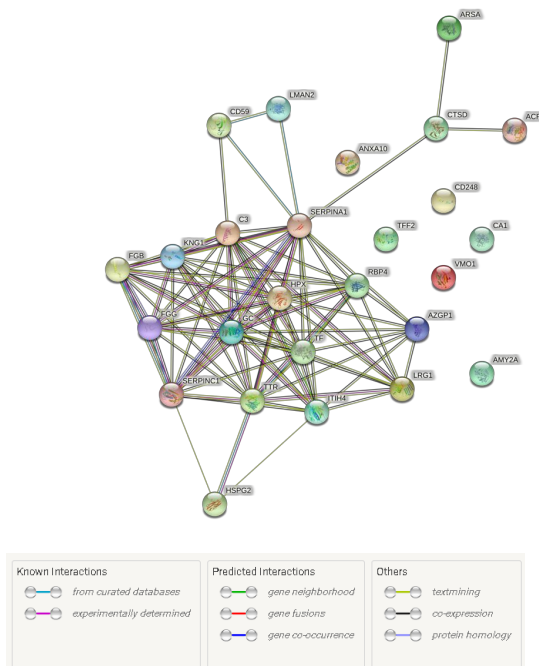 ARSA
LMAN2
CD59
CTSD
ANXA10
CD248
C3
SERPINA1
TFF2
CA1
KNG1
FGB
HPX
RBP4
VMO1
FGG
GC
TF
AZGP1
AMY2A
SERPINC1
TTR
ITIH4
LRG1
HSPG2
Known Interactions
from curated databases
experimentally determined
Predicted Interactions
gene neighborhood
gene fusions
gene co-occurrence
Others
textmining
co-expression
protein homology